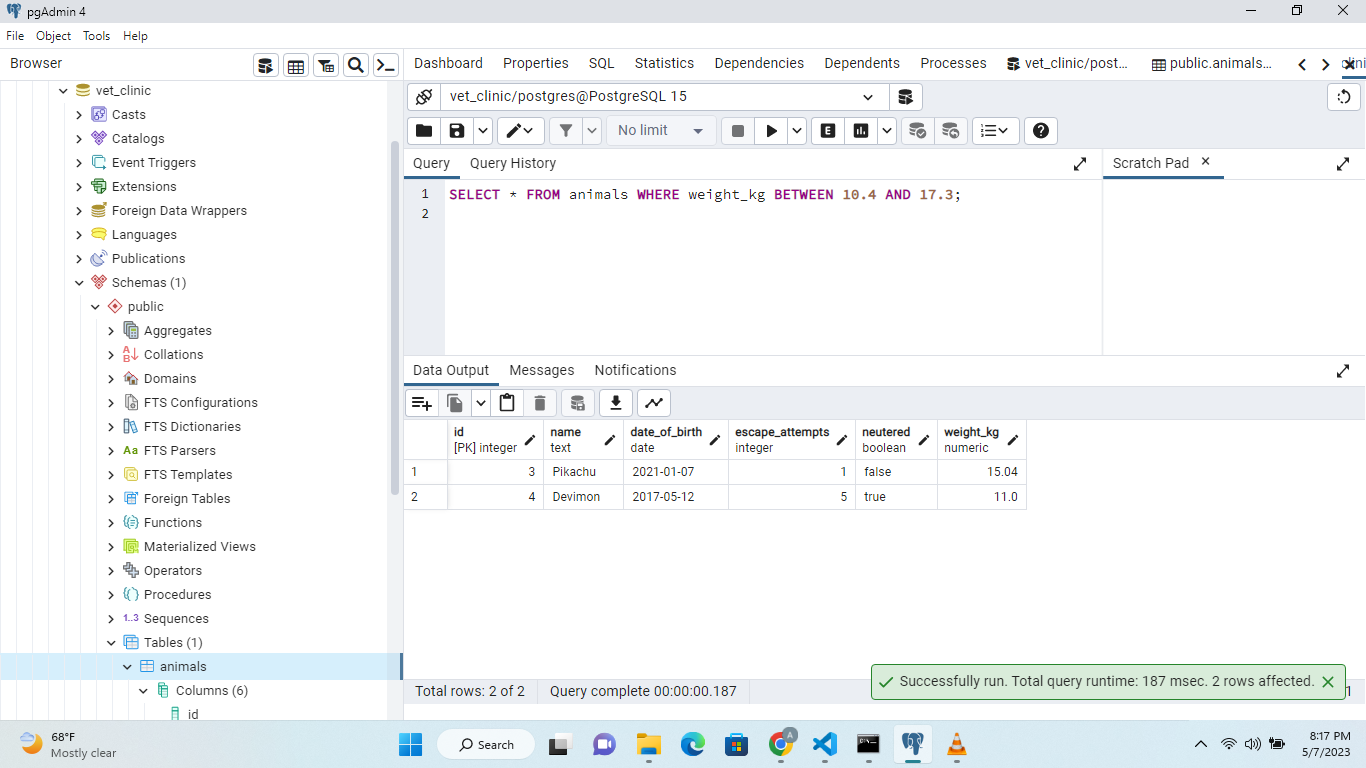 pgAdmin 4
File Object Tools Help
Browser
Dashboard Properties SQL Statistics Dependencies Dependents Processes vet_clinic/post... public.animals...
vet_clinic
Casts
Catalogs
Event Triggers
Extensions
Foreign Data Wrappers
Languages
Publications
Schemas (1)
public
Aggregates
Collations
Domains
FTS Configurations
FTS Dictionaries
Aa FTS Parsers
FTS Templates
Foreign Tables
Functions
Materialized Views
Operators
Procedures
1..3 Sequences
Tables (1)
animals
Columns (6)
id
vet_clinic/postgres@PostgreSQL 15
No limit
E
Query Query History
Scratch Pad
1 SELECT * FROM animals WHERE weight_kg BETWEEN 10.4 AND 17.3;
2
Data Output Messages Notifications
id name date_of_birth escape_attempts neutered weight_kg
[PK] integer text date integer boolean numeric
1 3 Pikachu 2021-01-07 1 false 15.04
2 4 Devimon 2017-05-12 5 true 11.0
Successfully run. Total query runtime: 187 msec. 2 rows affected.
Total rows: 2 of 2 Query complete 00:00:00.187
68°F
Mostly clear
Search
A
8:17 PM
5/7/2023